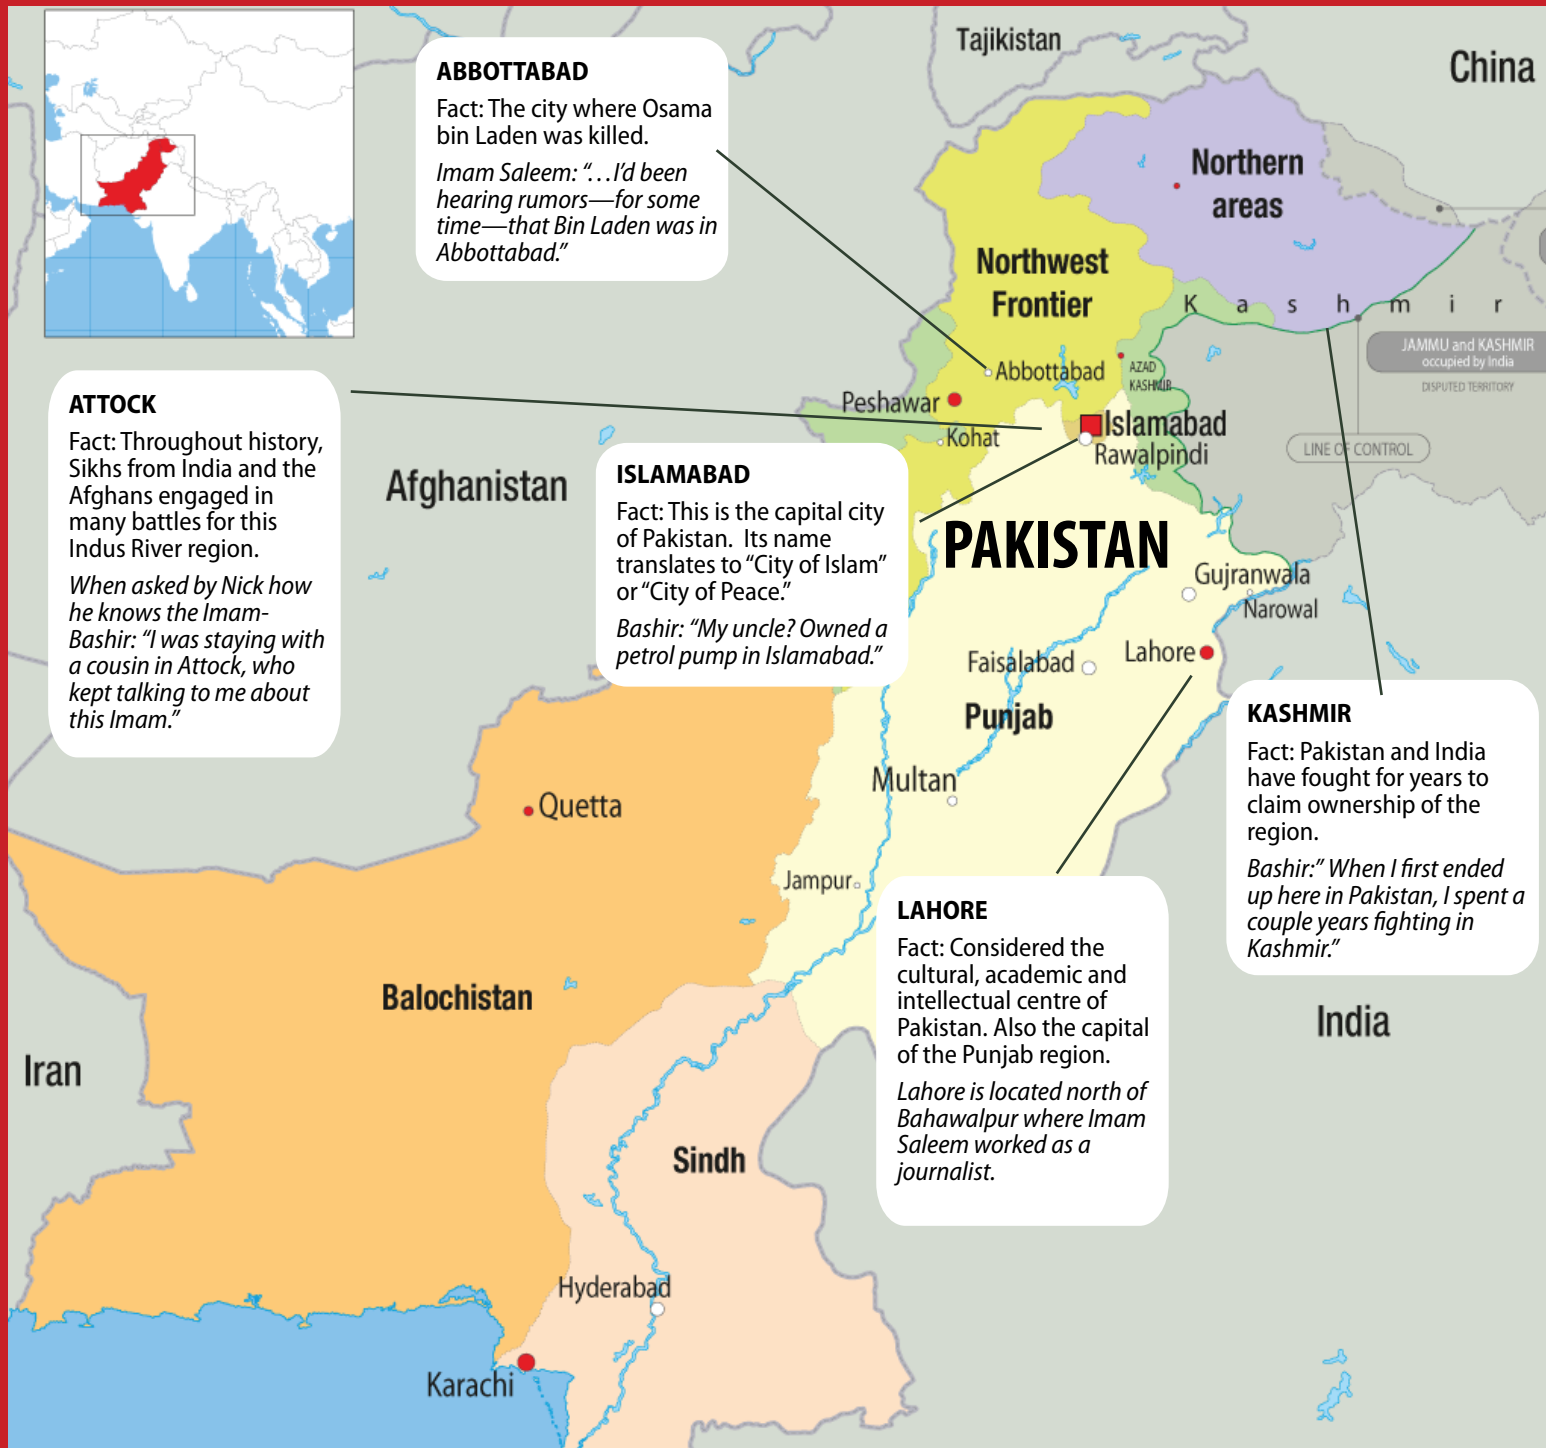 ABBOTTABAD
Fact: The city where Osama
bin Laden was killed.
Imam Saleem: “…I’d been
hearing rumors—for some
time—that Bin Laden was in
Abbottabad.”
Tajikistan
China
Northern
areas
Northwest
Frontier
K a s h m i r
JAMMU and KASHMIR
occupied by India
DISPUTED TERRITORY
AZAD
KASHMIR
Abbottabad
Peshawar
Kohat
Islamabad
Rawalpindi
LINE OF CONTROL
ATTOCK
Fact: Throughout history,
Sikhs from India and the
Afghans engaged in
many battles for this
Indus River region.
When asked by Nick how
he knows the Imam-
Bashir: “I was staying with
a cousin in Attock, who
kept talking to me about
this Imam.”
Afghanistan
ISLAMABAD
Fact: This is the capital city
of Pakistan.  Its name
translates to “City of Islam”
or “City of Peace.”
Bashir: “My uncle? Owned a
petrol pump in Islamabad.”
PAKISTAN
Gujranwala
Narowal
Lahore
Faisalabad
Punjab
Multan
Quetta
Jampur
KASHMIR
Fact: Pakistan and India
have fought for years to
claim ownership of the
region.
Bashir:” When I first ended
up here in Pakistan, I spent a
couple years fighting in
Kashmir.”
LAHORE
Fact: Considered the
cultural, academic and
intellectual centre of
Pakistan. Also the capital
of the Punjab region.
Lahore is located north of
Bahawalpur where Imam
Saleem worked as a
journalist.
Balochistan
India
Iran
Sindh
Hyderabad
Karachi